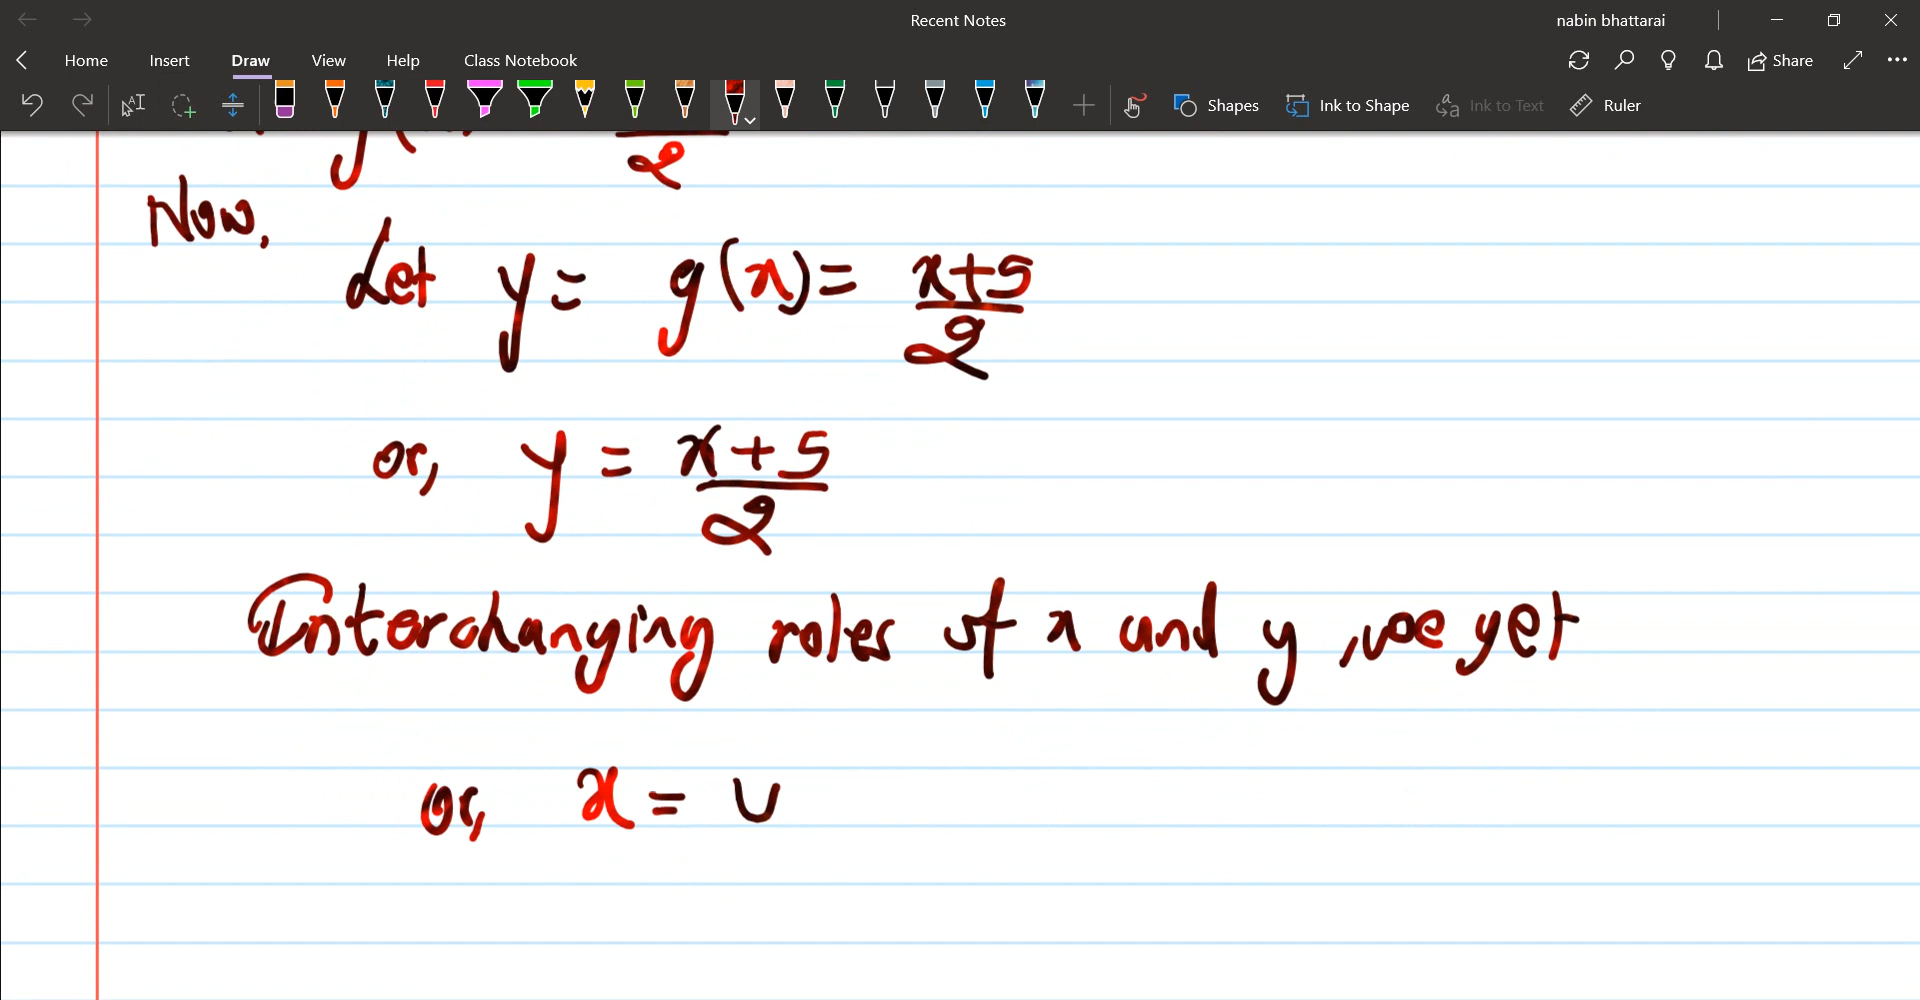 Recent Notes
nabin bhattarai
Home Insert Draw View Help Class Notebook Share
Shapes Ink to Shape Ink to Text Ruler
2
Now,
Let y = g(x) = x+5/2
or, y = x+5/2
Interchanging roles of x and y, we get
or, x =